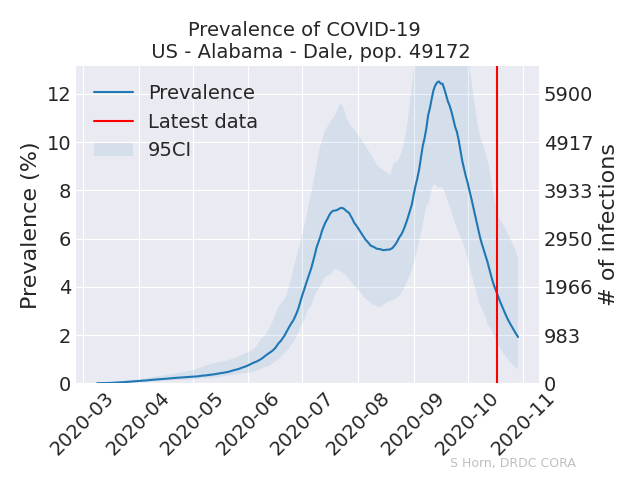 Prevalence of COVID-19
US - Alabama - Dale, pop. 49172
Prevalence
Latest data
95CI
Prevalence (%)
12
10
8
6
4
2
0
5900
4917
3933
2950
1966
983
0
# of infections
2020-03
2020-04
2020-05
2020-06
2020-07
2020-08
2020-09
2020-10
2020-11
S Horn, DRDC CORA